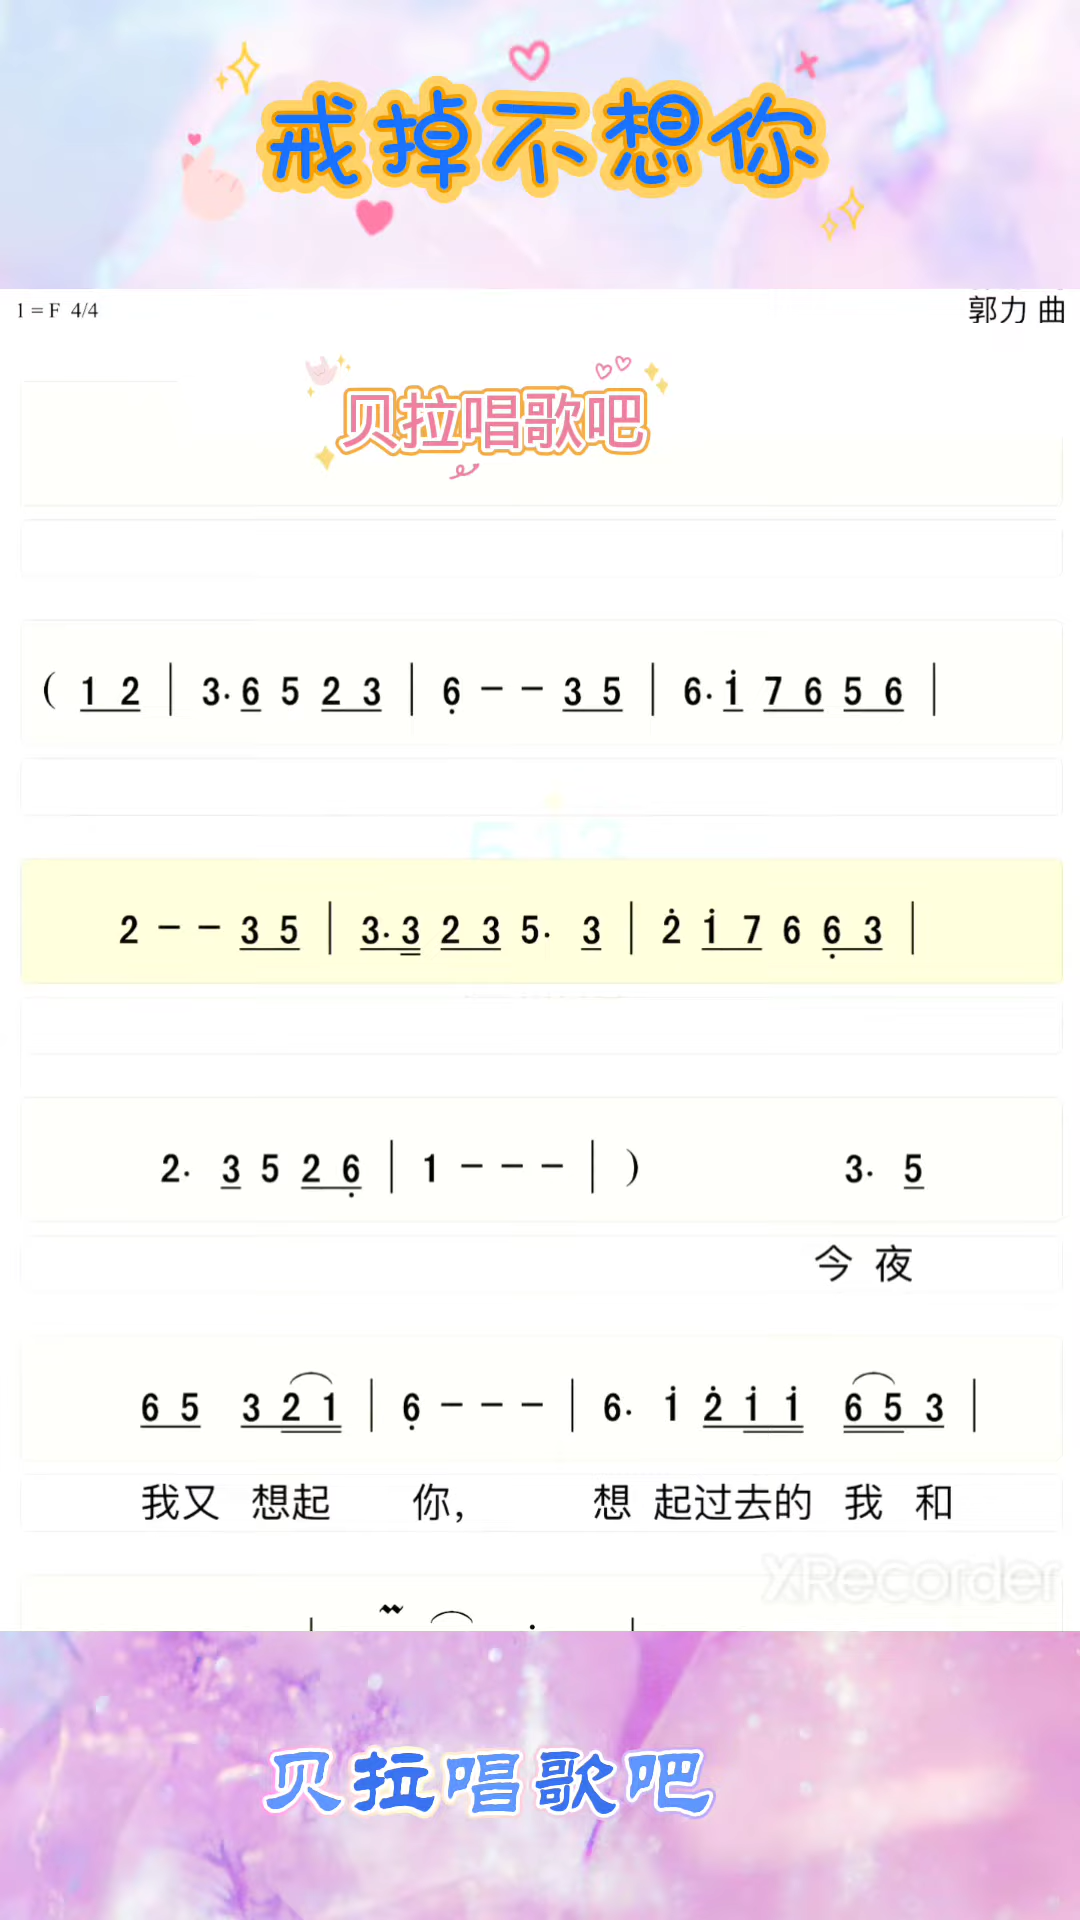 戒掉不想你
1 = F 4/4
郭力 曲
贝拉唱歌吧
( 1 2 | 3· 6 5 2 3 | 6̣ － － 3 5 | 6· 1̇ 7 6 5 6 |
513
2 － － 3 5 | 3· 3 2 3 5· 3 | 2̇ 1̇ 7 6 6̣ 3 |
2· 3 5 2 6̣ | 1 － － － | ) 3· 5
今 夜
6 5 3 2 1 | 6̣ － － － | 6· 1̇ 2̇ 1̇ 1̇ 6 5 3 |
我又 想起 你， 想 起过去的 我 和
XRecorder
贝拉唱歌吧